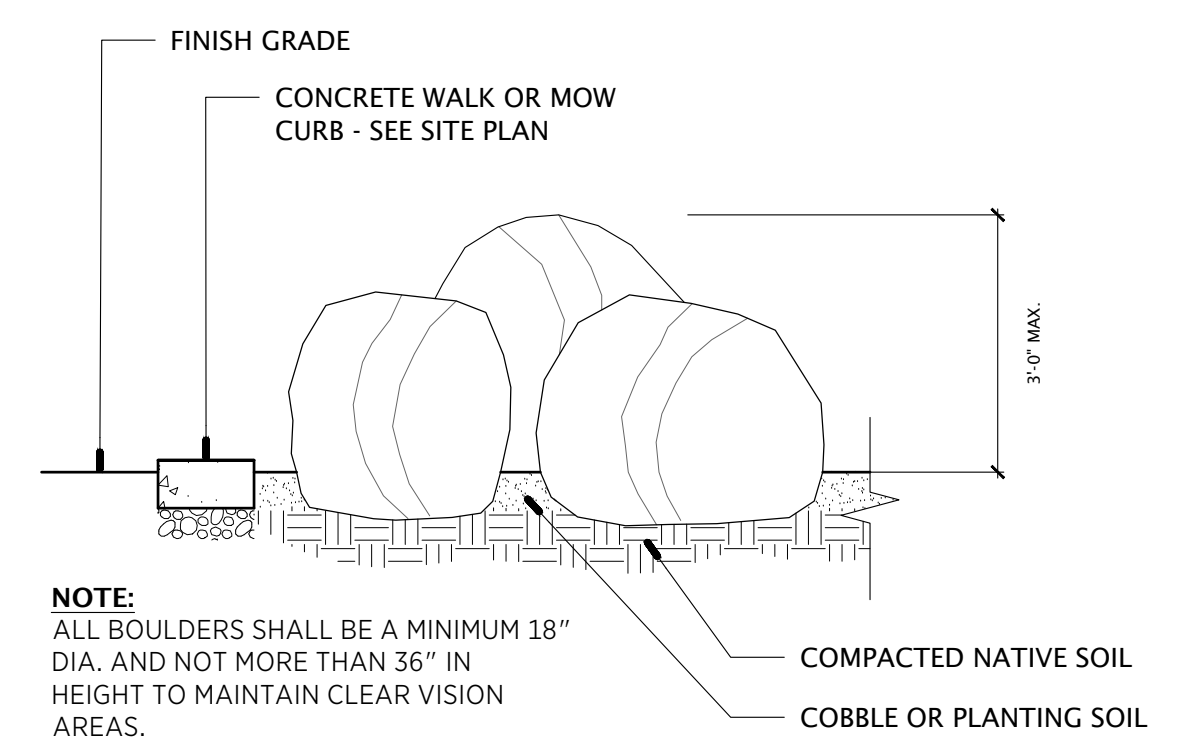 FINISH GRADE
CONCRETE WALK OR MOW
CURB - SEE SITE PLAN
3'-0" MAX.
NOTE:
ALL BOULDERS SHALL BE A MINIMUM 18"
DIA. AND NOT MORE THAN 36" IN
HEIGHT TO MAINTAIN CLEAR VISION
AREAS.
COMPACTED NATIVE SOIL
COBBLE OR PLANTING SOIL